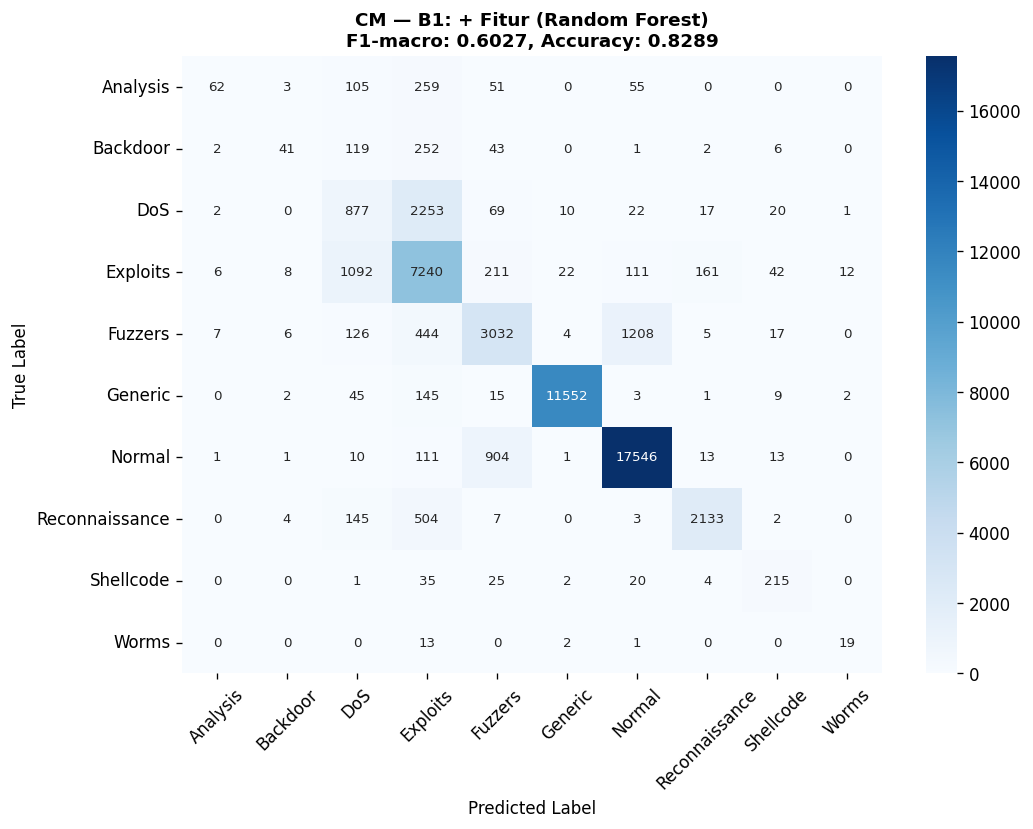 CM — B1: + Fitur (Random Forest)
F1-macro: 0.6027, Accuracy: 0.8289
True Label
Analysis 62 3 105 259 51 0 55 0 0 0
Backdoor 2 41 119 252 43 0 1 2 6 0
DoS 2 0 877 2253 69 10 22 17 20 1
Exploits 6 8 1092 7240 211 22 111 161 42 12
Fuzzers 7 6 126 444 3032 4 1208 5 17 0
Generic 0 2 45 145 15 11552 3 1 9 2
Normal 1 1 10 111 904 1 17546 13 13 0
Reconnaissance 0 4 145 504 7 0 3 2133 2 0
Shellcode 0 0 1 35 25 2 20 4 215 0
Worms 0 0 0 13 0 2 1 0 0 19
Analysis Backdoor DoS Exploits Fuzzers Generic Normal Reconnaissance Shellcode Worms
Predicted Label
16000
14000
12000
10000
8000
6000
4000
2000
0